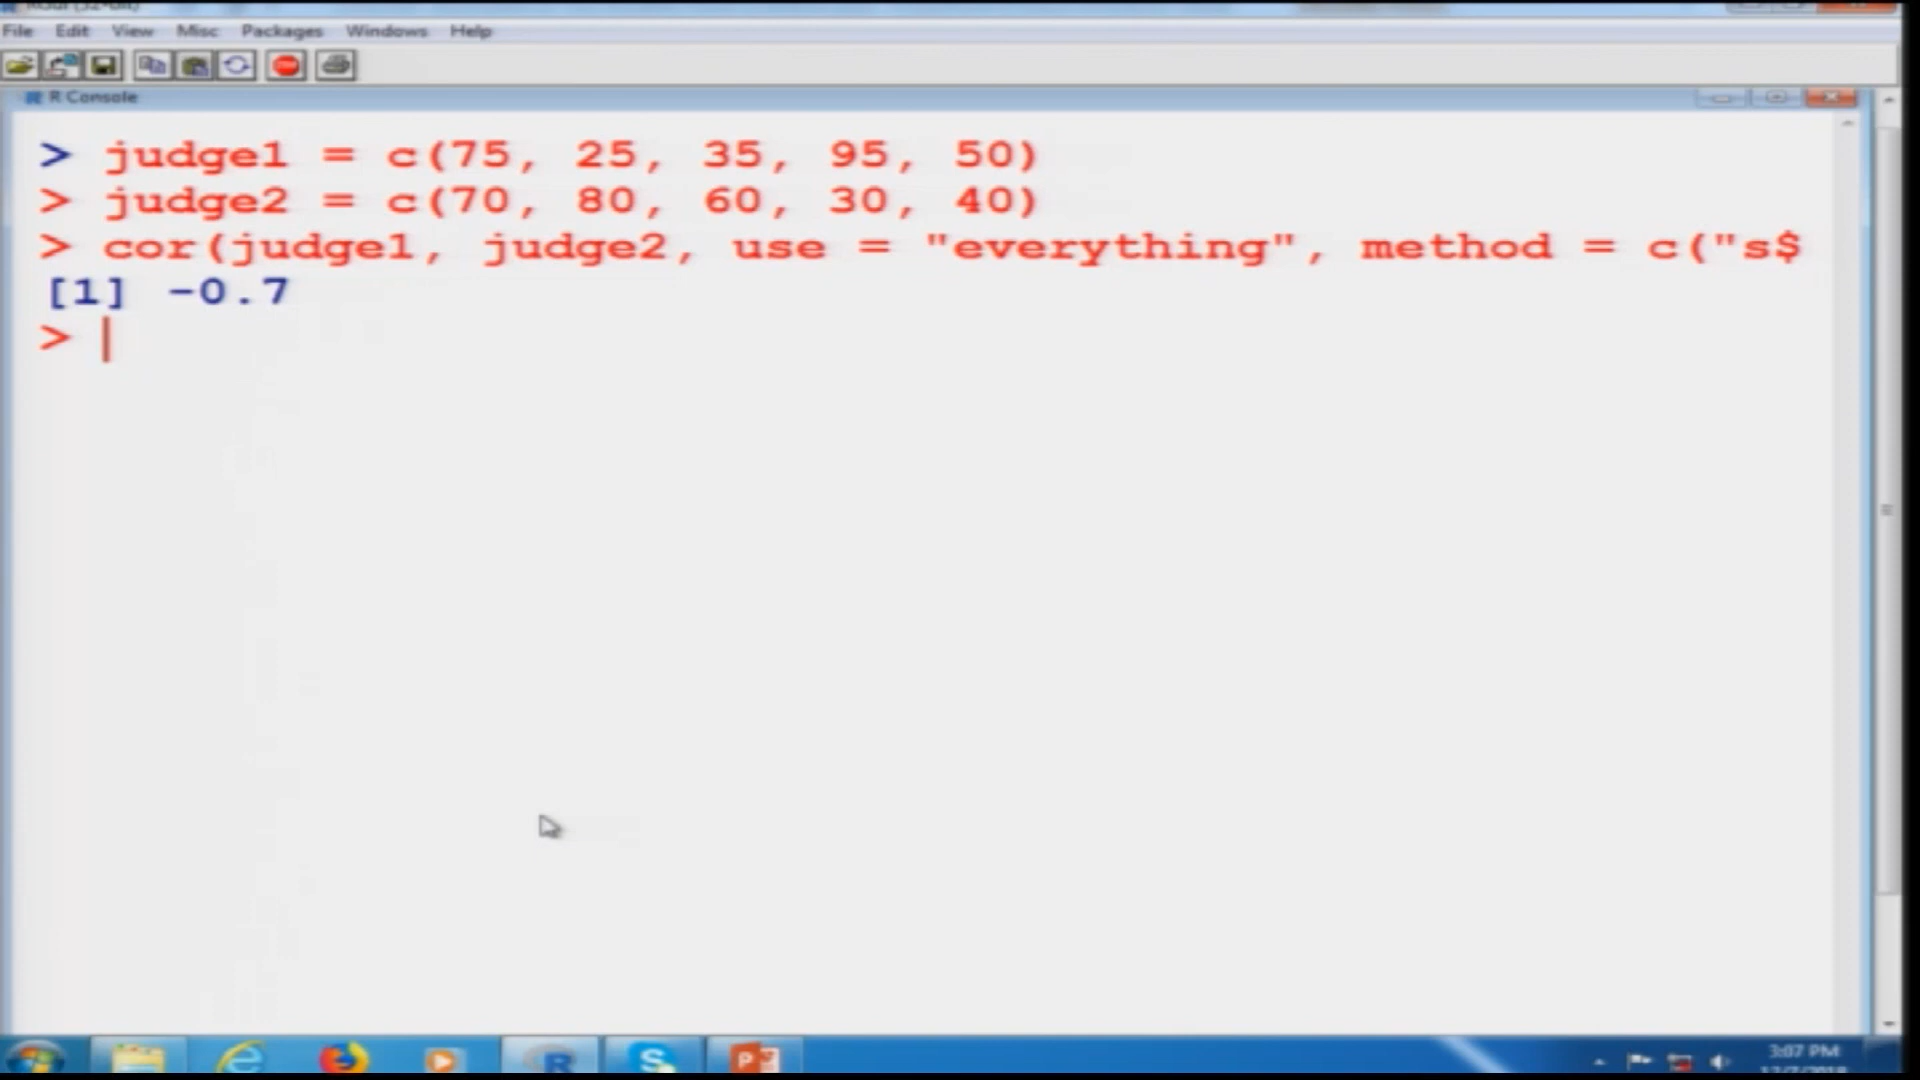 File Edit View Misc Packages Windows Help
R Console
> judge1 = c(75, 25, 35, 95, 50)
> judge2 = c(70, 80, 60, 30, 40)
> cor(judge1, judge2, use = "everything", method = c("s$
[1] -0.7
>
3:07 PM